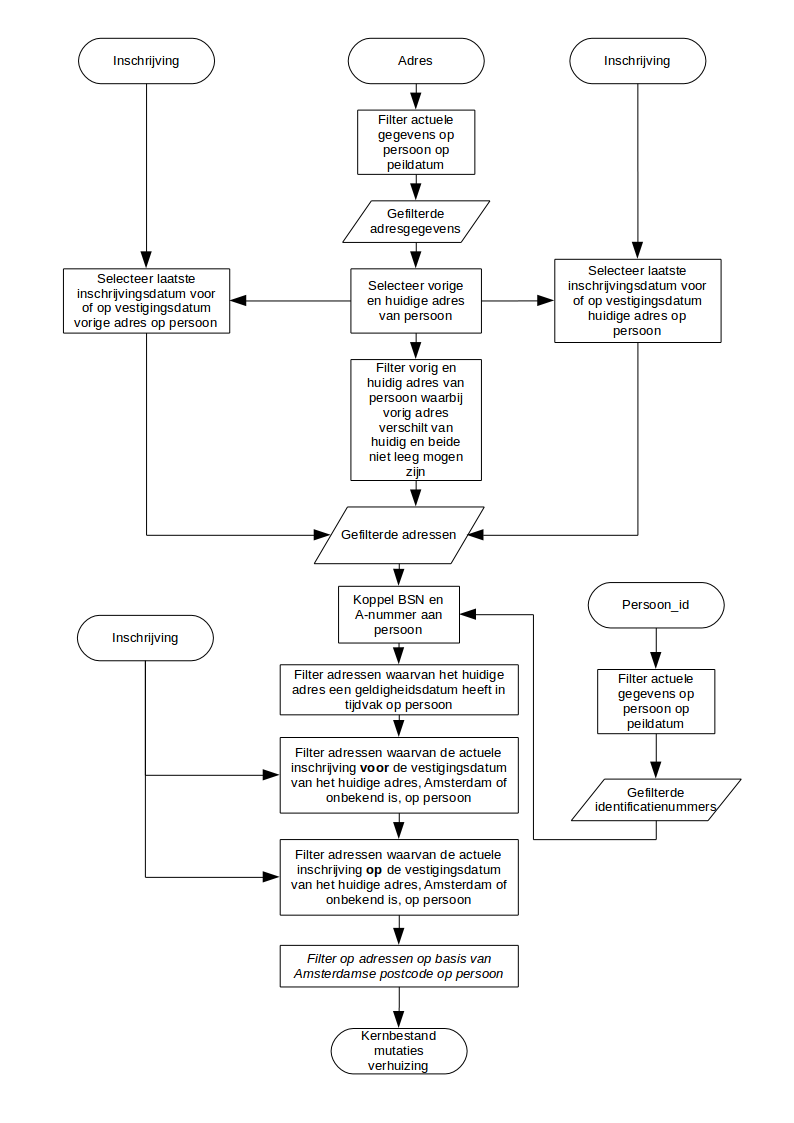 Inschrijving
Adres
Inschrijving
Filter actuele
gegevens op
persoon op
peildatum
Gefilterde
adresgegevens
Selecteer laatste
inschrijvingsdatum voor
of op vestigingsdatum
vorige adres op persoon
Selecteer vorige
en huidige adres
van persoon
Selecteer laatste
inschrijvingsdatum voor
of op vestigingsdatum
huidige adres op
persoon
Filter vorig en
huidig adres van
persoon waarbij
vorig adres
verschilt van
huidig en beide
niet leeg mogen
zijn
Gefilterde adressen
Koppel BSN en
A-nummer aan
persoon
Persoon_id
Inschrijving
Filter adressen waarvan het huidige
adres een geldigheidsdatum heeft in
tijdvak op persoon
Filter actuele
gegevens op
persoon op
peildatum
Filter adressen waarvan de actuele
inschrijving voor de vestigingsdatum
van het huidige adres, Amsterdam of
onbekend is, op persoon
Gefilterde
identificatienummers
Filter adressen waarvan de actuele
inschrijving op de vestigingsdatum
van het huidige adres, Amsterdam of
onbekend is, op persoon
Filter op adressen op basis van
Amsterdamse postcode op persoon
Kernbestand
mutaties
verhuizing